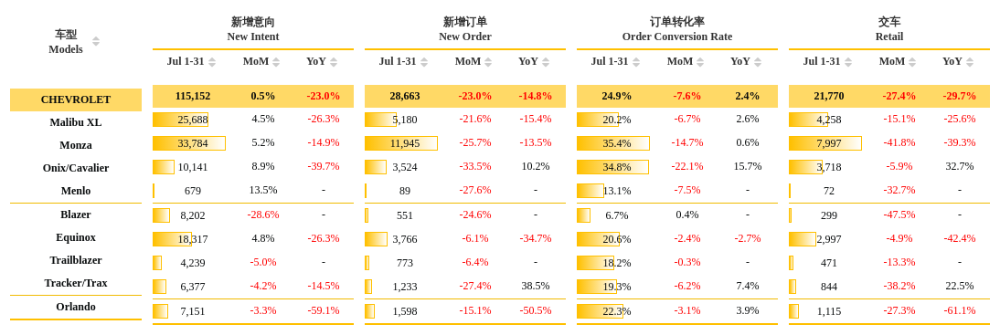 车型 新增意向 新增订单 订单转化率 交车
Models New Intent New Order Order Conversion Rate Retail
Jul 1-31 MoM YoY Jul 1-31 MoM YoY Jul 1-31 MoM YoY Jul 1-31 MoM YoY
CHEVROLET 115,152 0.5% -23.0% 28,663 -23.0% -14.8% 24.9% -7.6% 2.4% 21,770 -27.4% -29.7%
Malibu XL 25,688 4.5% -26.3% 5,180 -21.6% -15.4% 20.2% -6.7% 2.6% 4,258 -15.1% -25.6%
Monza 33,784 5.2% -14.9% 11,945 -25.7% -13.5% 35.4% -14.7% 0.6% 7,997 -41.8% -39.3%
Onix/Cavalier 10,141 8.9% -39.7% 3,524 -33.5% 10.2% 34.8% -22.1% 15.7% 3,718 -5.9% 32.7%
Menlo 679 13.5% - 89 -27.6% - 13.1% -7.5% - 72 -32.7% -
Blazer 8,202 -28.6% - 551 -24.6% - 6.7% 0.4% - 299 -47.5% -
Equinox 18,317 4.8% -26.3% 3,766 -6.1% -34.7% 20.6% -2.4% -2.7% 2,997 -4.9% -42.4%
Trailblazer 4,239 -5.0% - 773 -6.4% - 18.2% -0.3% - 471 -13.3% -
Tracker/Trax 6,377 -4.2% -14.5% 1,233 -27.4% 38.5% 19.3% -6.2% 7.4% 844 -38.2% 22.5%
Orlando 7,151 -3.3% -59.1% 1,598 -15.1% -50.5% 22.3% -3.1% 3.9% 1,115 -27.3% -61.1%